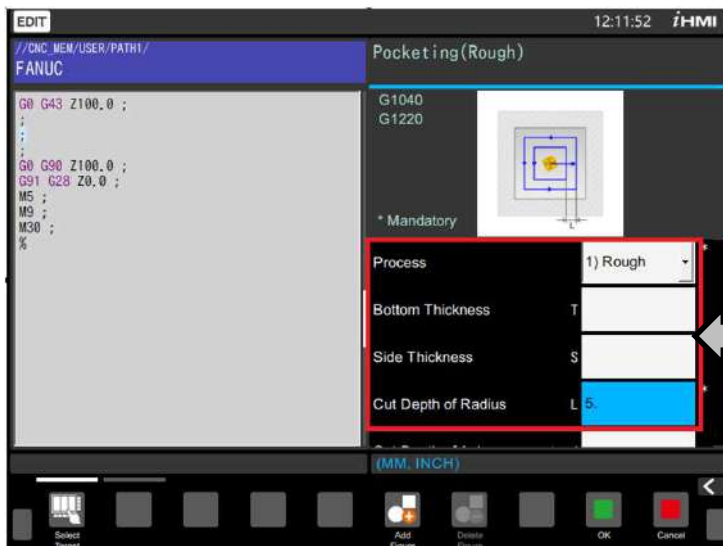 EDIT
12:11:52 iHMI
//CNC_MEM/USER/PATH1/
FANUC
G0 G43 Z100.0 ;
;
;
;
G0 G90 Z100.0 ;
G91 G28 Z0.0 ;
M5 ;
M9 ;
M30 ;
%
Pocketing(Rough)
G1040
G1220
L
* Mandatory
Process 1) Rough *
Bottom Thickness T
Side Thickness S
Cut Depth of Radius L 5. *
(MM, INCH)
<
Select
Add
Delete
OK
Cancel